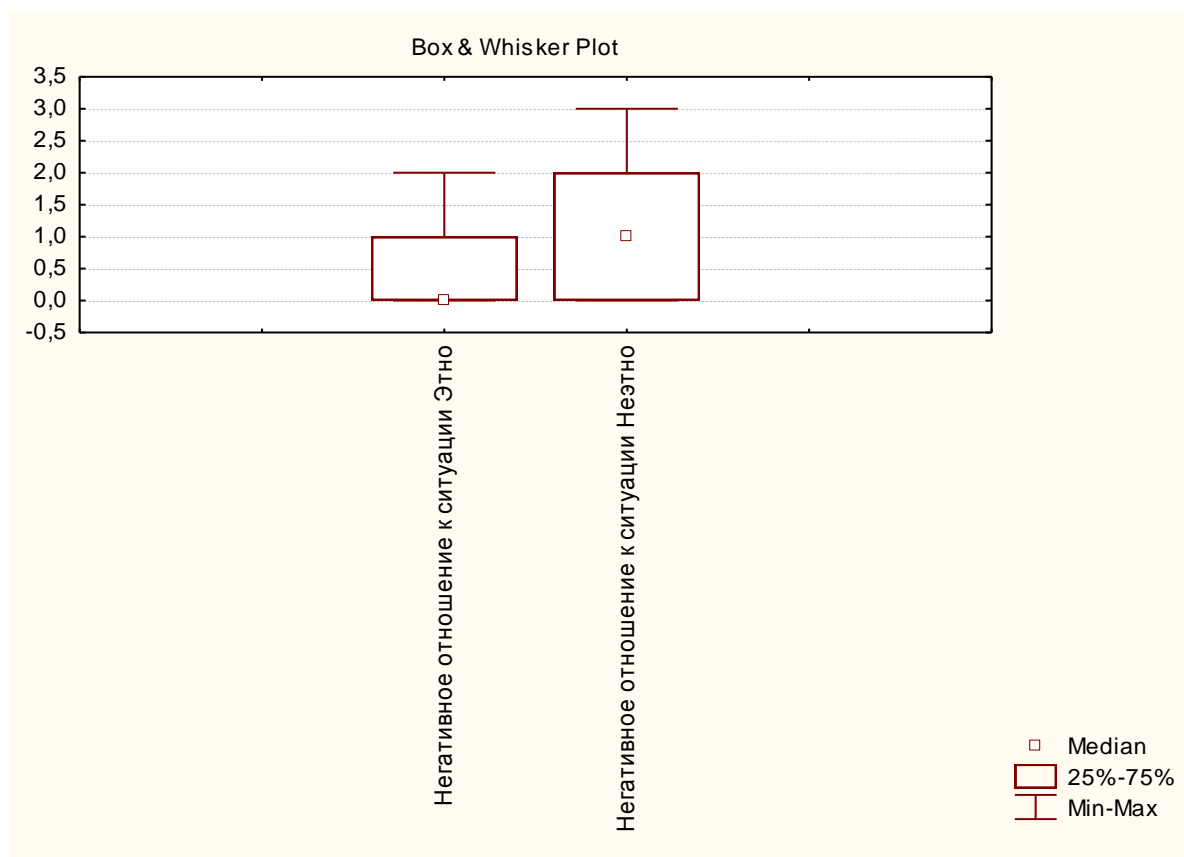 Box & Whisker Plot
3,5
3,0
2,5
2,0
1,5
1,0
0,5
0,0
-0,5
Негативное отношение к ситуации Этно
Негативное отношение к ситуации Неэтно
Median
25%-75%
Min-Max